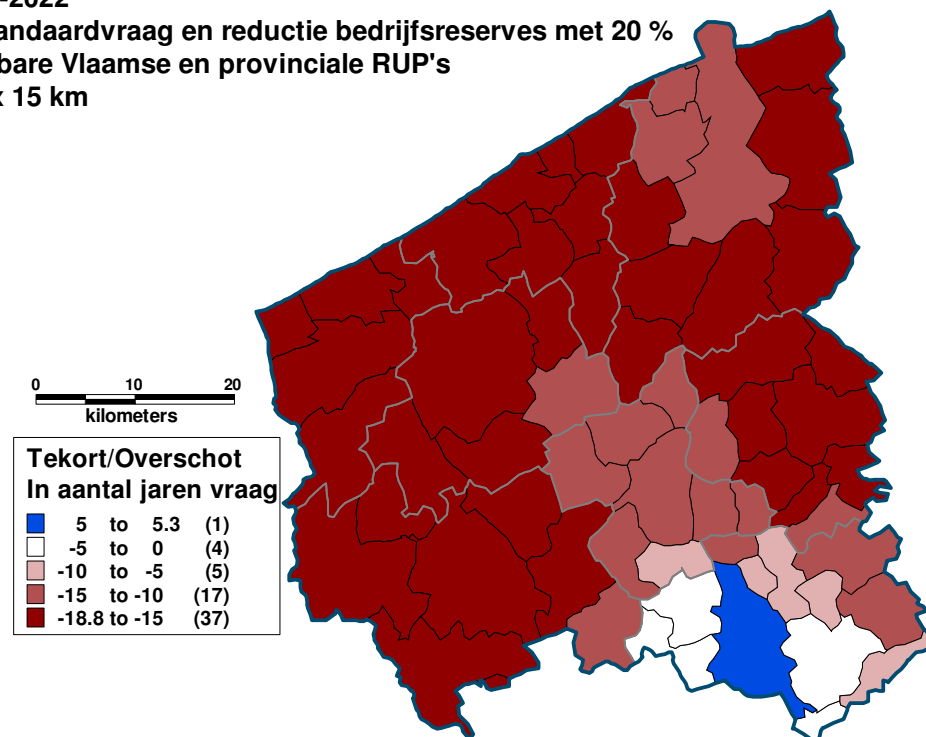 -2022
andaardvraag en reductie bedrijfsreserves met 20 %
bare Vlaamse en provinciale RUP's
x 15 km
0 10 20
kilometers
Tekort/Overschot
In aantal jaren vraag
5 to 5.3 (1)
-5 to 0 (4)
-10 to -5 (5)
-15 to -10 (17)
-18.8 to -15 (37)